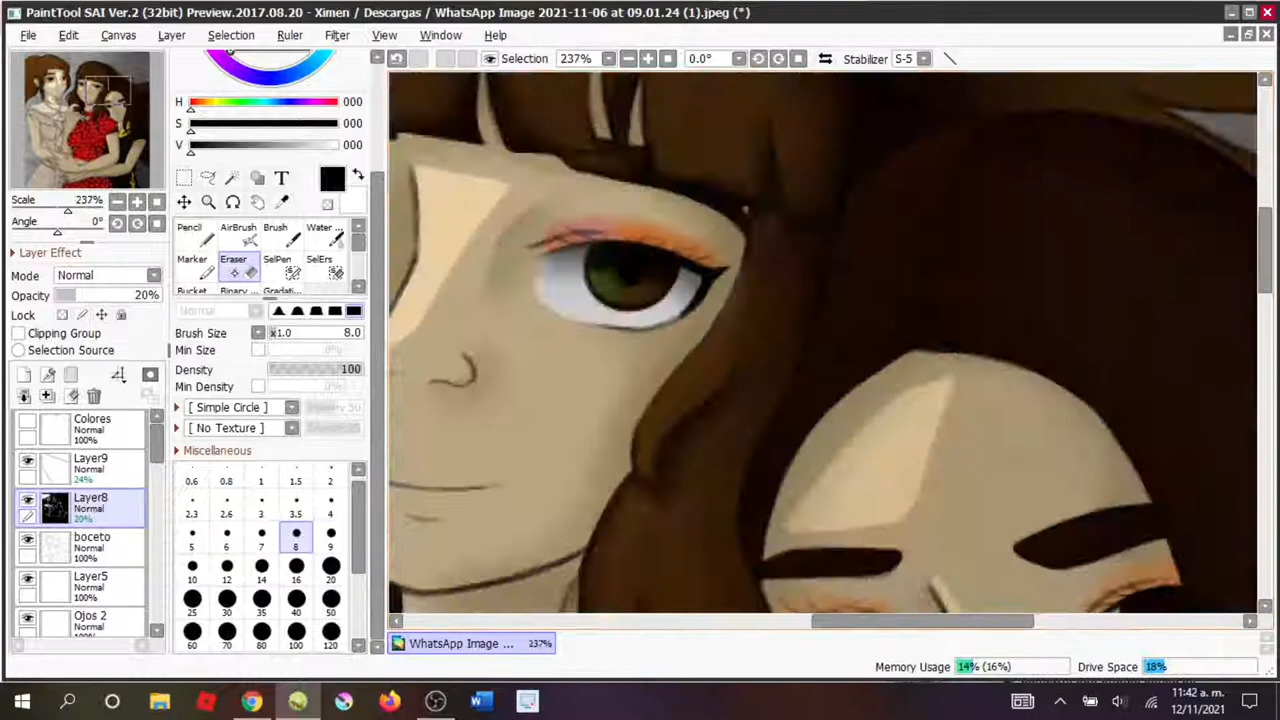 PaintTool SAI Ver.2 (32bit) Preview.2017.08.20 - Ximen / Descargas / WhatsApp Image 2021-11-06 at 09.01.24 (1).jpeg (*)
File Edit Canvas Layer Selection Ruler Filter View Window Help
Selection 237% 0.0° Stabilizer S-5
H 000
S 000
V 000
T
Scale 237%
Angle 0°
Layer Effect
Mode Normal
Opacity 20%
Lock
Clipping Group
Selection Source
Pencil AirBrush Brush Water ...
Marker Eraser SelPen SelErs
Bucket Binary ... Gradati...
Normal
Brush Size x1.0 8.0
Min Size 0%
Density 100
Min Density 0%
[ Simple Circle ]
[ No Texture ]
Miscellaneous
0.6 0.8 1 1.5 2
2.3 2.6 3 3.5 4
5 6 7 8 9
10 12 14 16 20
25 30 35 40 50
60 70 80 100 120
Colores
Normal
100%
Layer9
Normal
24%
Layer8
Normal
20%
boceto
Normal
100%
Layer5
Normal
100%
Ojos 2
Normal
100%
WhatsApp Image ... 237%
Memory Usage 14% (16%) Drive Space 18%
11:42 a. m.
12/11/2021